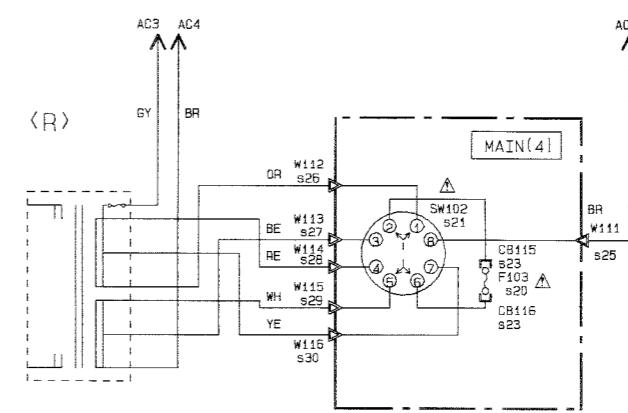 AC3 AC4
AC
GY BR
<R>
MAIN(4)
OR W112
s26
SW102
s21
2 1
3 8
4 7
5 6
BE W113
s27
RE W114
s28
WH W115
s29
YE
W116
s30
CB115
s23
F103
s20
CB116
s23
BR
W111
s25